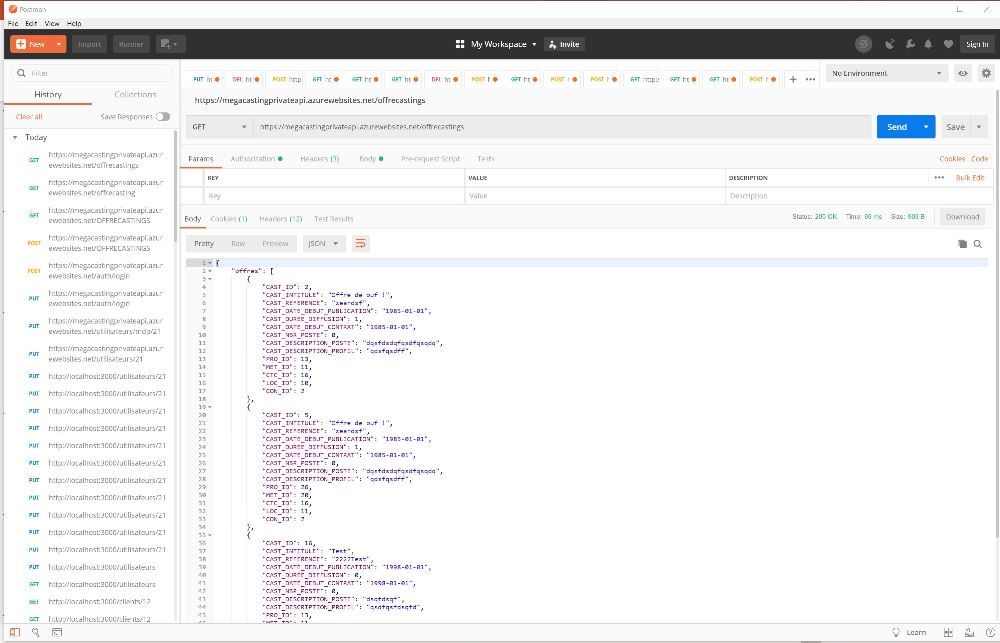 Postman
File Edit View Help
New Import Runner My Workspace Invite Sign In
Filter
History Collections
Clear all Save Responses
Today
GET https://megacastingprivateapi.azur
ewebsites.net/offrecastings
GET https://megacastingprivateapi.azur
ewebsites.net/offrecasting
GET https://megacastingprivateapi.azur
ewebsites.net/OFFRECASTINGS
POST https://megacastingprivateapi.azur
ewebsites.net/OFFRECASTINGS
POST https://megacastingprivateapi.azur
ewebsites.net/auth/login
PUT https://megacastingprivateapi.azur
ewebsites.net/auth/login
PUT https://megacastingprivateapi.azur
ewebsites.net/utilisateurs/mdp/21
PUT https://megacastingprivateapi.azur
ewebsites.net/utilisateurs/21
PUT http://localhost:3000/utilisateurs/21
PUT http://localhost:3000/utilisateurs/21
PUT http://localhost:3000/utilisateurs/21
PUT http://localhost:3000/utilisateurs/21
PUT http://localhost:3000/utilisateurs/21
PUT http://localhost:3000/utilisateurs/21
PUT http://localhost:3000/utilisateurs/21
PUT http://localhost:3000/utilisateurs/21
PUT http://localhost:3000/utilisateurs/21
PUT http://localhost:3000/utilisateurs/21
PUT http://localhost:3000/utilisateurs/21
PUT http://localhost:3000/utilisateurs
GET http://localhost:3000/utilisateurs
GET http://localhost:3000/clients/12
GET http://localhost:3000/clients/12
PUT ht DEL ht POST http GET ht GET ht GET ht DEL ht POST GET ht POST POST GET http:/ GET ht GET ht POST
No Environment
https://megacastingprivateapi.azurewebsites.net/offrecastings
GET https://megacastingprivateapi.azurewebsites.net/offrecastings Send Save
Params Authorization Headers (3) Body Pre-request Script Tests Cookies Code
KEY VALUE DESCRIPTION Bulk Edit
Key Value Description
Body Cookies (1) Headers (12) Test Results Status: 200 OK Time: 69 ms Size: 903 B Download
Pretty Raw Preview JSON
1 {
2 "offres": [
3 {
4 "CAST_ID": 2,
5 "CAST_INTITULE": "Offre de ouf !",
6 "CAST_REFERENCE": "zeardsf",
7 "CAST_DATE_DEBUT_PUBLICATION": "1985-01-01",
8 "CAST_DUREE_DIFFUSION": 1,
9 "CAST_DATE_DEBUT_CONTRAT": "1985-01-01",
10 "CAST_NBR_POSTE": 0,
11 "CAST_DESCRIPTION_POSTE": "dqsfdsdqfqsdfqsqdq",
12 "CAST_DESCRIPTION_PROFIL": "qdsfqsdff",
13 "PRO_ID": 13,
14 "MET_ID": 11,
15 "CTC_ID": 16,
16 "LOC_ID": 10,
17 "CON_ID": 2
18 },
19 {
20 "CAST_ID": 5,
21 "CAST_INTITULE": "Offre de ouf !",
22 "CAST_REFERENCE": "zeardsf",
23 "CAST_DATE_DEBUT_PUBLICATION": "1985-01-01",
24 "CAST_DUREE_DIFFUSION": 1,
25 "CAST_DATE_DEBUT_CONTRAT": "1985-01-01",
26 "CAST_NBR_POSTE": 0,
27 "CAST_DESCRIPTION_POSTE": "dqsfdsdqfqsdfqsqdq",
28 "CAST_DESCRIPTION_PROFIL": "qdsfqsdff",
29 "PRO_ID": 26,
30 "MET_ID": 20,
31 "CTC_ID": 16,
32 "LOC_ID": 11,
33 "CON_ID": 2
34 },
35 {
36 "CAST_ID": 16,
37 "CAST_INTITULE": "Test",
38 "CAST_REFERENCE": "2222Test",
39 "CAST_DATE_DEBUT_PUBLICATION": "1998-01-01",
40 "CAST_DUREE_DIFFUSION": 0,
41 "CAST_DATE_DEBUT_CONTRAT": "1998-01-01",
42 "CAST_NBR_POSTE": 0,
43 "CAST_DESCRIPTION_POSTE": "dsqfdsqf",
44 "CAST_DESCRIPTION_PROFIL": "qsdfqsfdsqfd",
45 "PRO_ID": 13,
Learn